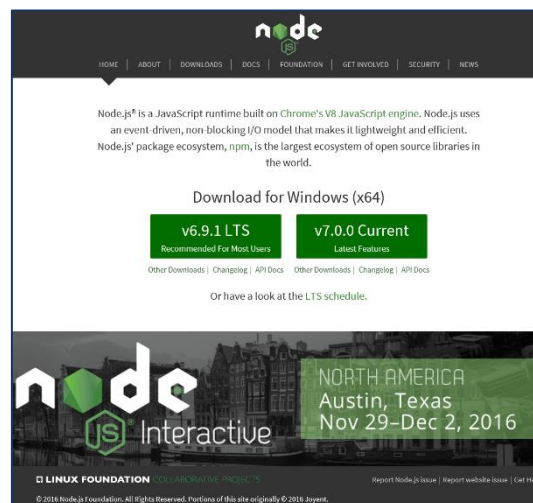 node
JS
HOME | ABOUT | DOWNLOADS | DOCS | FOUNDATION | GET INVOLVED | SECURITY | NEWS
Node.js® is a JavaScript runtime built on Chrome's V8 JavaScript engine. Node.js uses
an event-driven, non-blocking I/O model that makes it lightweight and efficient.
Node.js' package ecosystem, npm, is the largest ecosystem of open source libraries in
the world.
Download for Windows (x64)
v6.9.1 LTS
Recommended For Most Users
v7.0.0 Current
Latest Features
Other Downloads | Changelog | API Docs
Other Downloads | Changelog | API Docs
Or have a look at the LTS schedule.
node
JS
Interactive
NORTH AMERICA
Austin, Texas
Nov 29–Dec 2, 2016
LINUX FOUNDATION COLLABORATIVE PROJECTS
Report Node.js issue | Report website issue | Get He
© 2016 Node.js Foundation. All Rights Reserved. Portions of this site originally © 2016 Joyent.